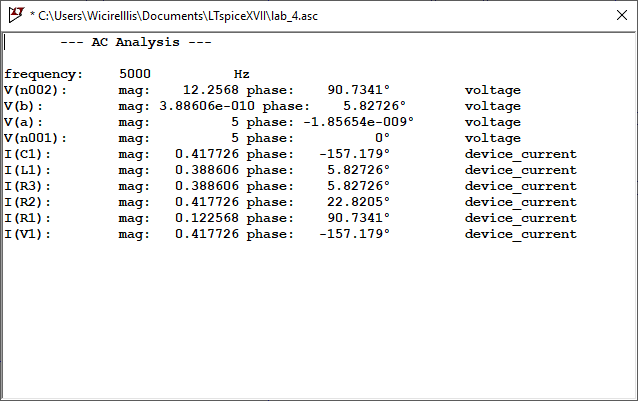 LT
* C:\Users\Wicirelllis\Documents\LTspiceXVII\lab_4.asc
--- AC Analysis ---
frequency: 5000 Hz
V(n002): mag: 12.2568 phase: 90.7341° voltage
V(b): mag: 3.88606e-010 phase: 5.82726° voltage
V(a): mag: 5 phase: -1.85654e-009° voltage
V(n001): mag: 5 phase: 0° voltage
I(C1): mag: 0.417726 phase: -157.179° device_current
I(L1): mag: 0.388606 phase: 5.82726° device_current
I(R3): mag: 0.388606 phase: 5.82726° device_current
I(R2): mag: 0.417726 phase: 22.8205° device_current
I(R1): mag: 0.122568 phase: 90.7341° device_current
I(V1): mag: 0.417726 phase: -157.179° device_current